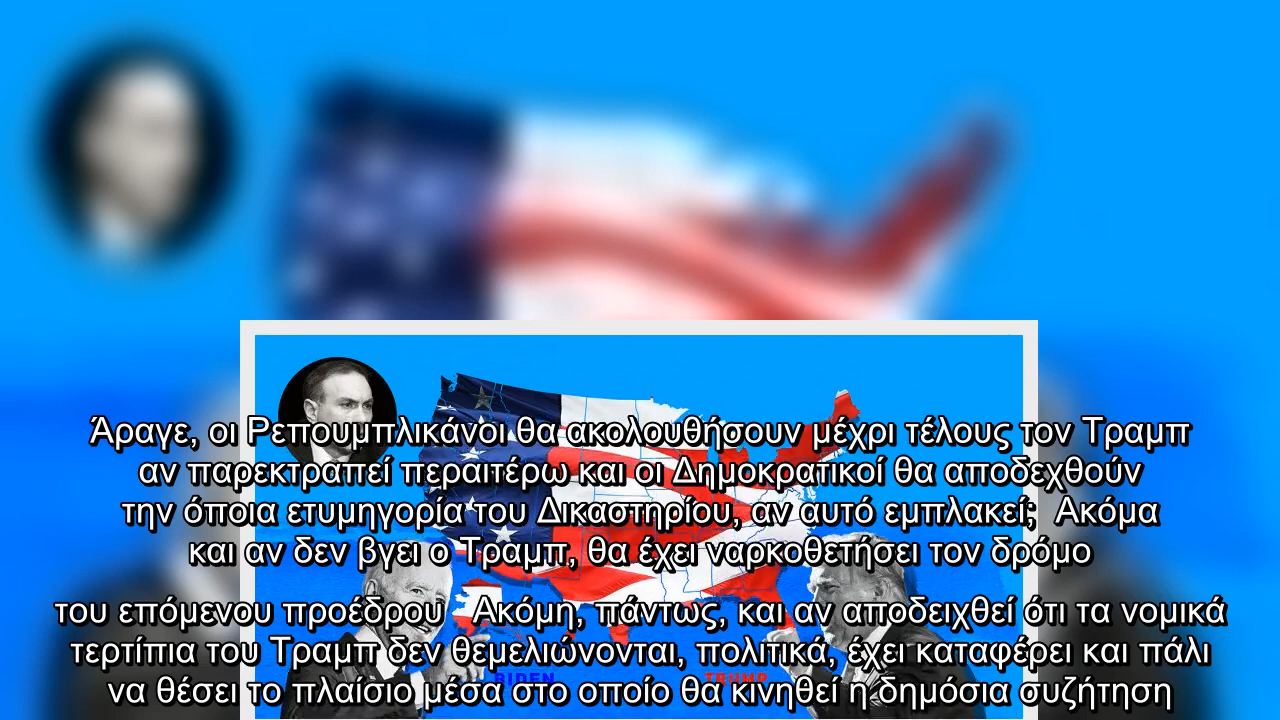 Άραγε, οι Ρεπουμπλικάνοι θα ακολουθήσουν μέχρι τέλους τον Τραμπ
αν παρεκτραπεί περαιτέρω και οι Δημοκρατικοί θα αποδεχθούν
την όποια ετυμηγορία του Δικαστηρίου, αν αυτό εμπλακεί; Ακόμα
και αν δεν βγει ο Τραμπ, θα έχει ναρκοθετήσει τον δρόμο
του επόμενου προέδρου Ακόμη, πάντως, και αν αποδειχθεί ότι τα νομικά
τερτίπια του Τραμπ δεν θεμελιώνονται, πολιτικά, έχει καταφέρει και πάλι
BIDEN TRUMP
να θέσει το πλαίσιο μέσα στο οποίο θα κινηθεί η δημόσια συζήτηση